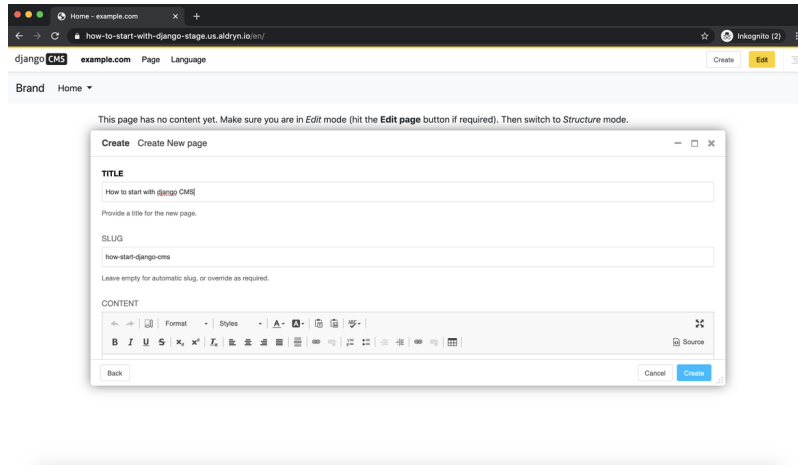 Home - example.com
how-to-start-with-django-stage.us.aldryn.io/en/
Inkognito (2)
django CMS example.com Page Language Create Edit
Brand Home
This page has no content yet. Make sure you are in Edit mode (hit the Edit page button if required). Then switch to Structure mode.
Create Create New page
TITLE
How to start with django CMS
Provide a title for the new page.
SLUG
how-start-django-cms
Leave empty for automatic slug, or override as required.
CONTENT
Format Styles A A ABC
B I U S x₂ x² Ix Source
Back Cancel Create